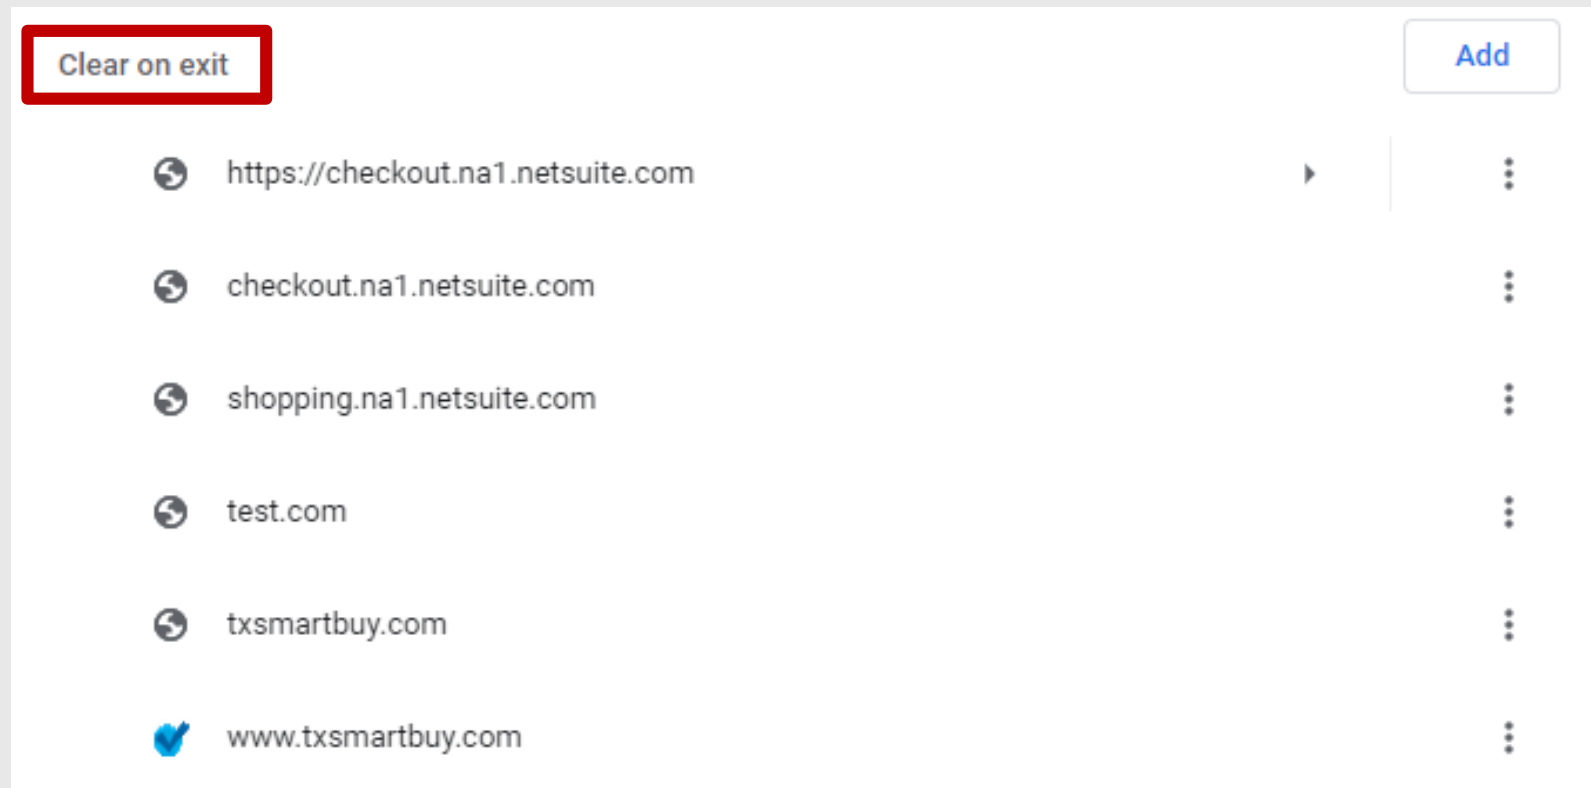 Clear on exit
Add
https://checkout.na1.netsuite.com
checkout.na1.netsuite.com
shopping.na1.netsuite.com
test.com
txsmartbuy.com
www.txsmartbuy.com